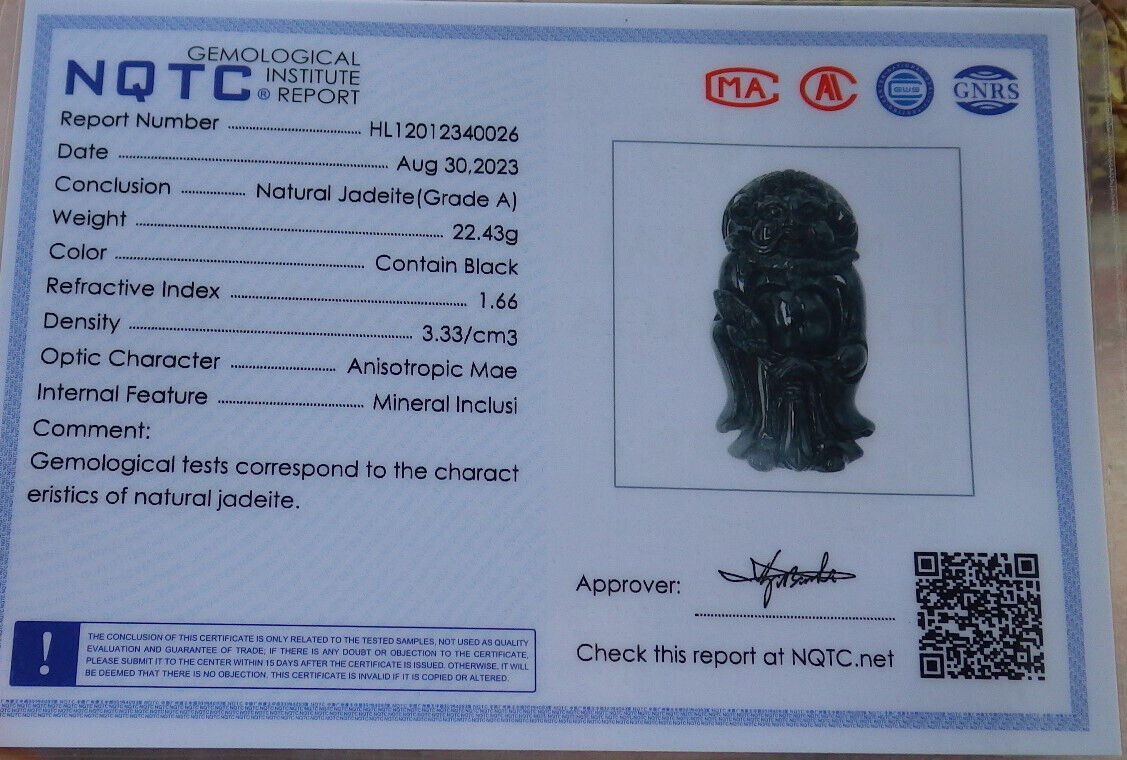 NQTC®
GEMOLOGICAL
INSTITUTE
REPORT
MA
AL
GNRS
Report Number HL12012340026
Date Aug 30,2023
Conclusion Natural Jadeite(Grade A)
Weight 22.43g
Color Contain Black
Refractive Index 1.66
Density 3.33/cm3
Optic Character Anisotropic Mae
Internal Feature Mineral Inclusi
Comment:
Gemological tests correspond to the charact
eristics of natural jadeite.
Approver:
Check this report at NQTC.net
!
THE CONCLUSION OF THIS CERTIFICATE IS ONLY RELATED TO THE TESTED SAMPLES, NOT USED AS QUALITY
EVALUATION AND GUARANTEE OF TRADE; IF THERE IS ANY DOUBT OR OBJECTION TO THE CERTIFICATE,
PLEASE SUBMIT IT TO THE CENTER WITHIN 15 DAYS AFTER THE CERTIFICATE IS ISSUED. OTHERWISE, IT WILL
BE DEEMED THAT THERE IS NO OBJECTION. THIS CERTIFICATE IS INVALID IF IT IS COPIED OR ALTERED.